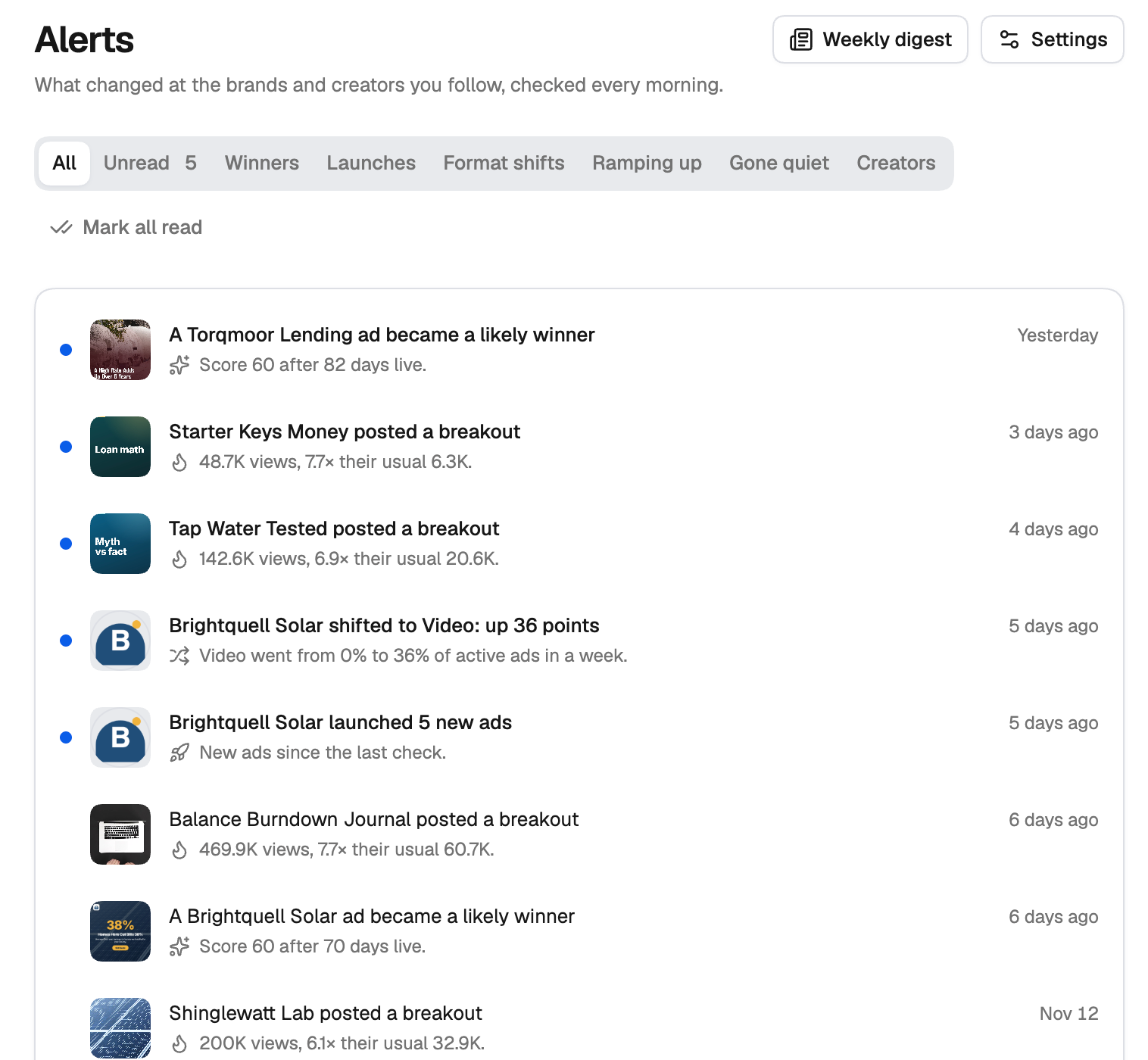 Alerts
Weekly digest
Settings
What changed at the brands and creators you follow, checked every morning.
All
Unread 5
Winners
Launches
Format shifts
Ramping up
Gone quiet
Creators
Mark all read
A Torqmoor Lending ad became a likely winner
Yesterday
Score 60 after 82 days live.
Starter Keys Money posted a breakout
3 days ago
Loan math
48.7K views, 7.7× their usual 6.3K.
Tap Water Tested posted a breakout
4 days ago
Myth
vs fact
142.6K views, 6.9× their usual 20.6K.
B
Brightquell Solar shifted to Video: up 36 points
5 days ago
Video went from 0% to 36% of active ads in a week.
B
Brightquell Solar launched 5 new ads
5 days ago
New ads since the last check.
Balance Burndown Journal posted a breakout
6 days ago
469.9K views, 7.7× their usual 60.7K.
38%
A Brightquell Solar ad became a likely winner
6 days ago
Score 60 after 70 days live.
Shinglewatt Lab posted a breakout
Nov 12
200K views, 6.1× their usual 32.9K.